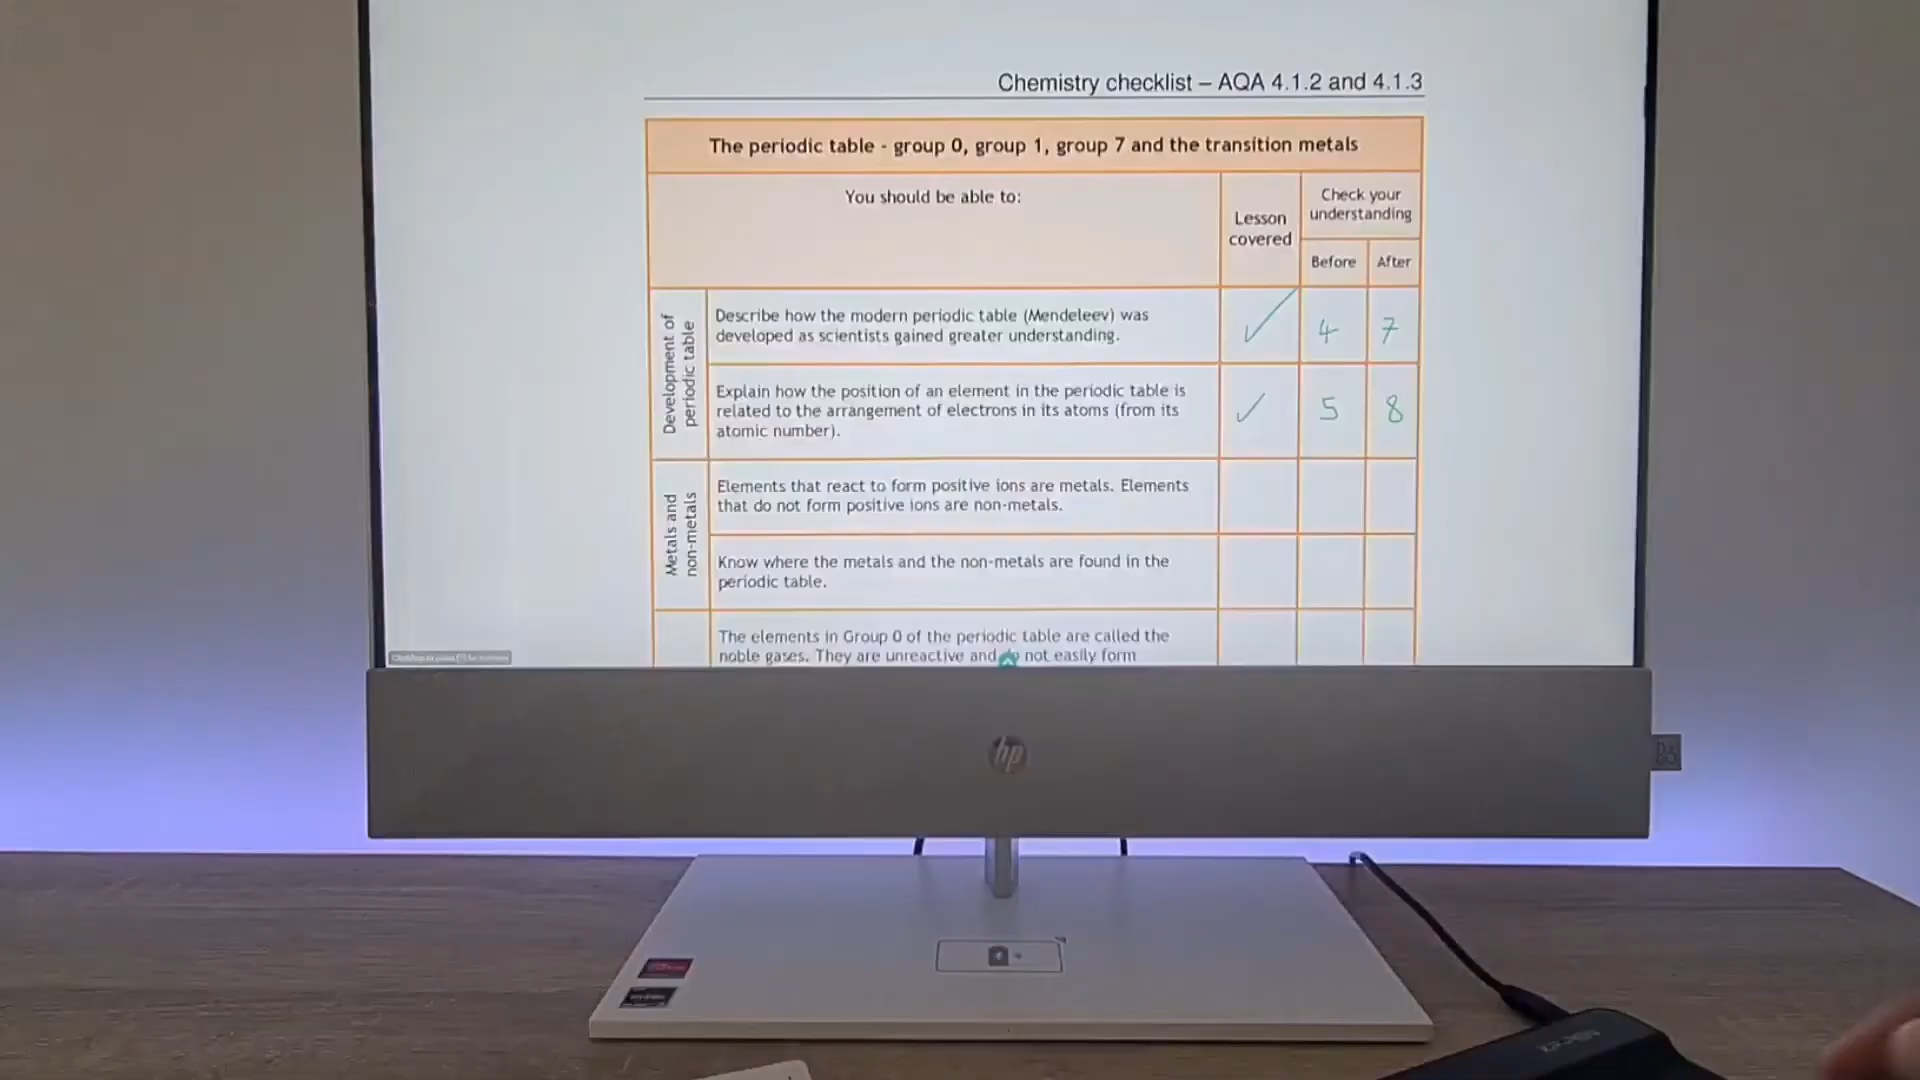 Chemistry checklist – AQA 4.1.2 and 4.1.3
The periodic table - group 0, group 1, group 7 and the transition metals
You should be able to:
Lesson
covered
Check your
understanding
Before
After
Development of
periodic table
Describe how the modern periodic table (Mendeleev) was
developed as scientists gained greater understanding.
✓ 4 7
Explain how the position of an element in the periodic table is
related to the arrangement of electrons in its atoms (from its
atomic number).
✓ 5 8
Metals and
non-metals
Elements that react to form positive ions are metals. Elements
that do not form positive ions are non-metals.
Know where the metals and the non-metals are found in the
periodic table.
The elements in Group 0 of the periodic table are called the
noble gases. They are unreactive and do not easily form
hp